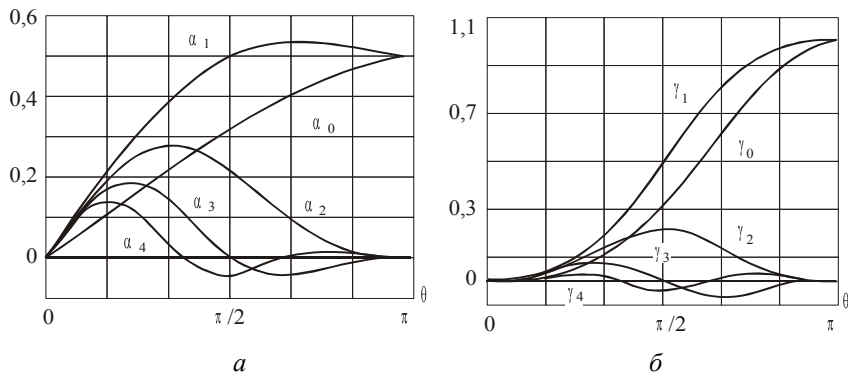 0,6
α 1
0,4
α 0
0,2
α 3
α 2
α 4
0
θ
0
π /2
π
а
1,1
γ 1
0,7
γ 0
0,3
γ 2
γ 3
0
γ 4
θ
0
π /2
π
б